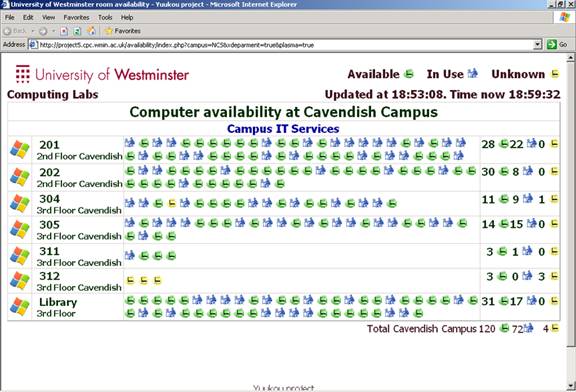 University of Westminster room availability - Yuukou project - Microsoft Internet Explorer
File Edit View Favorites Tools Help
Back Favorites
Address http://project5.cpc.wmin.ac.uk/availability/index.php?campus=NCS&xdeparment=true&plasma=true Go
University of Westminster Available In Use Unknown
Computing Labs Updated at 18:53:08. Time now 18:59:32
Computer availability at Cavendish Campus
Campus IT Services
201 28 22 0
2nd Floor Cavendish
202 30 8 0
2nd Floor Cavendish
304 11 9 1
3rd Floor Cavendish
305 14 15 0
3rd Floor Cavendish
311 3 1 0
3rd Floor Cavendish
312 3 0 3
3rd Floor Cavendish
Library 31 17 0
3rd Floor
Total Cavendish Campus 120 72 4
Yuukou project